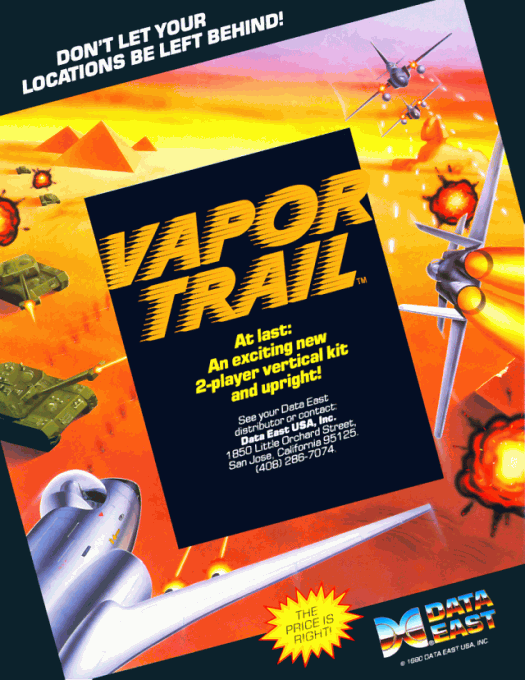 DON'T LET YOUR
LOCATIONS BE LEFT BEHIND!
VAPOR
TRAIL™
At last:
An exciting new
2-player vertical kit
and upright!
See your Data East
distributor or contact:
Data East USA, Inc.
1850 Little Orchard Street,
San Jose, California 95125.
(408) 286-7074.
THE
PRICE IS
RIGHT!
DATA
EAST®
© 1990 DATA EAST USA, INC.